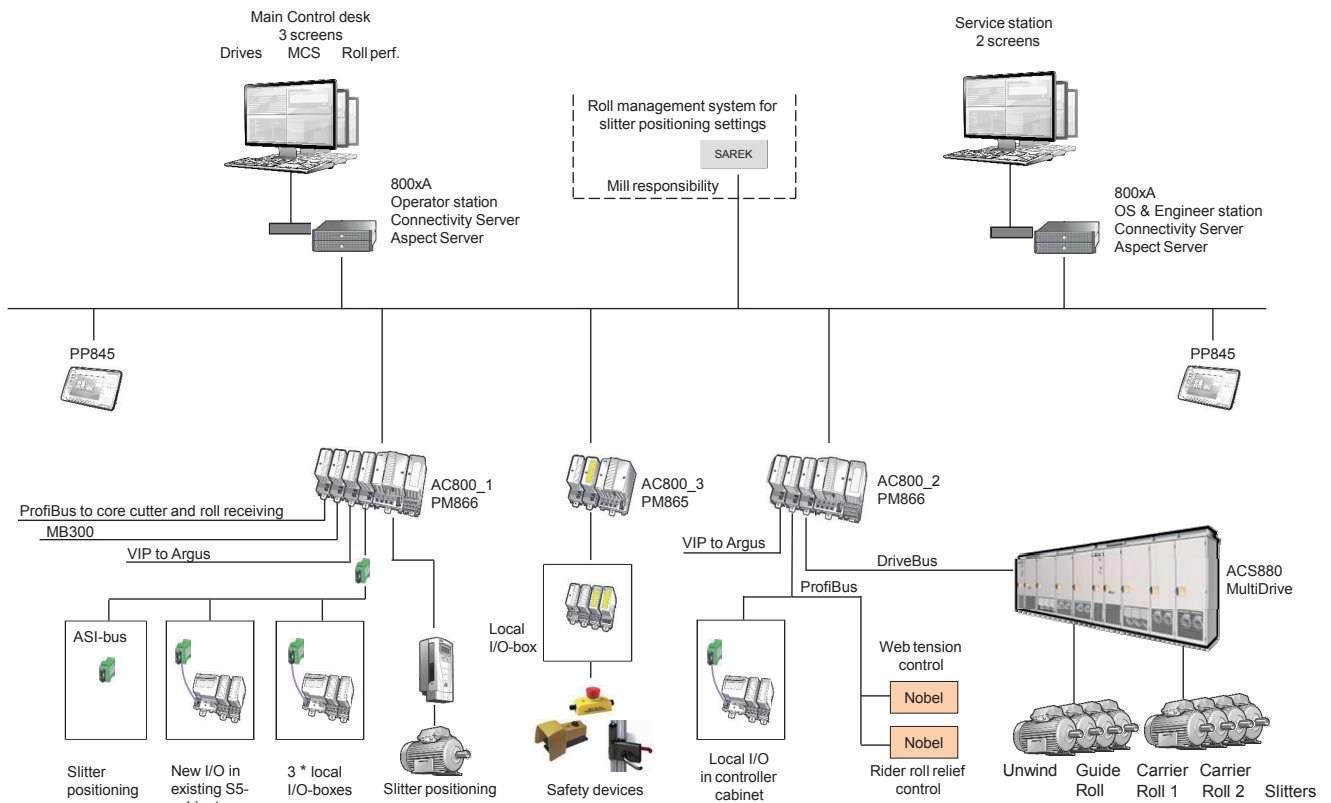 Main Control desk
3 screens
Drives MCS Roll perf.
Service station
2 screens
Roll management system for
slitter positioning settings
SAREK
Mill responsibility
800xA
Operator station
Connectivity Server
Aspect Server
800xA
OS & Engineer station
Connectivity Server
Aspect Server
PP845
PP845
AC800_1
PM866
AC800_3
PM865
AC800_2
PM866
ProfiBus to core cutter and roll receiving
MB300
VIP to Argus
VIP to Argus
DriveBus
ProfiBus
ACS880
MultiDrive
ASI-bus
Local
I/O-box
Web tension
control
Nobel
Nobel
Rider roll relief
control
Slitter
positioning
New I/O in
existing S5-
3 * local
I/O-boxes
Slitter positioning
Safety devices
Local I/O
in controller
cabinet
Unwind
Guide
Roll
Carrier
Roll 1
Carrier
Roll 2
Slitters